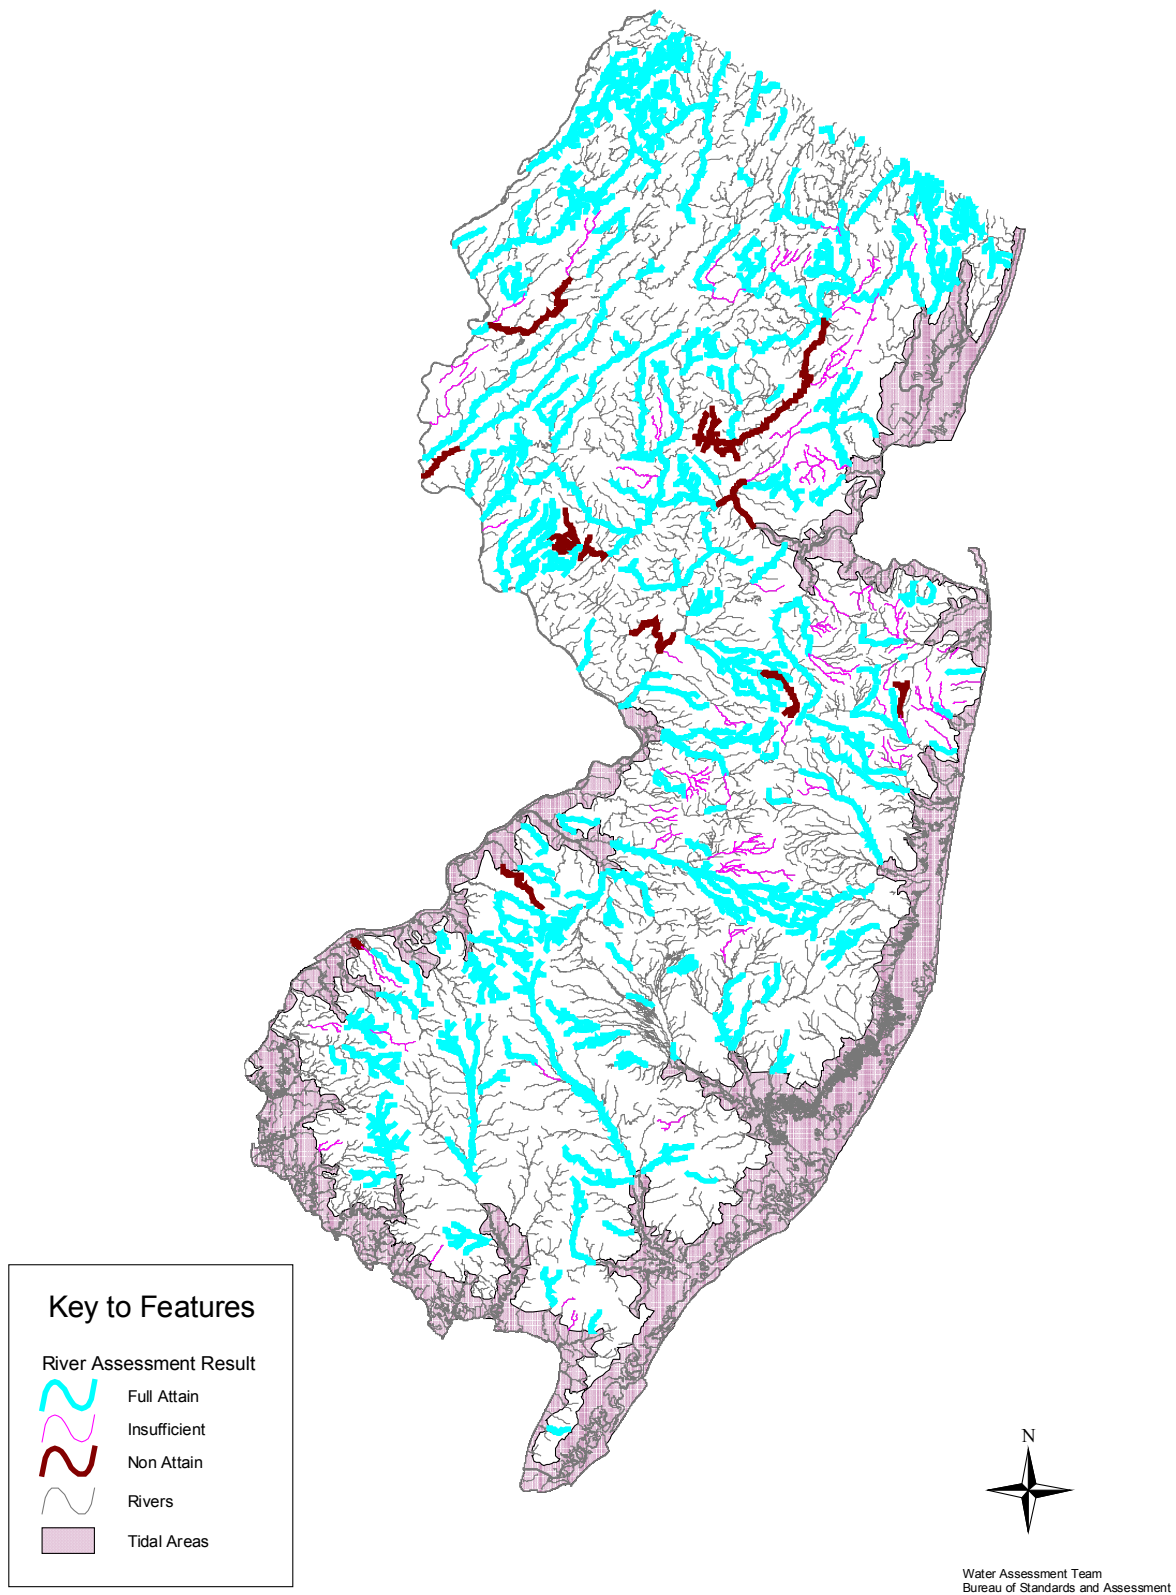 Key to Features
River Assessment Result
Full Attain
Insufficient
Non Attain
Rivers
Tidal Areas
N
Water Assessment Team
Bureau of Standards and Assessment